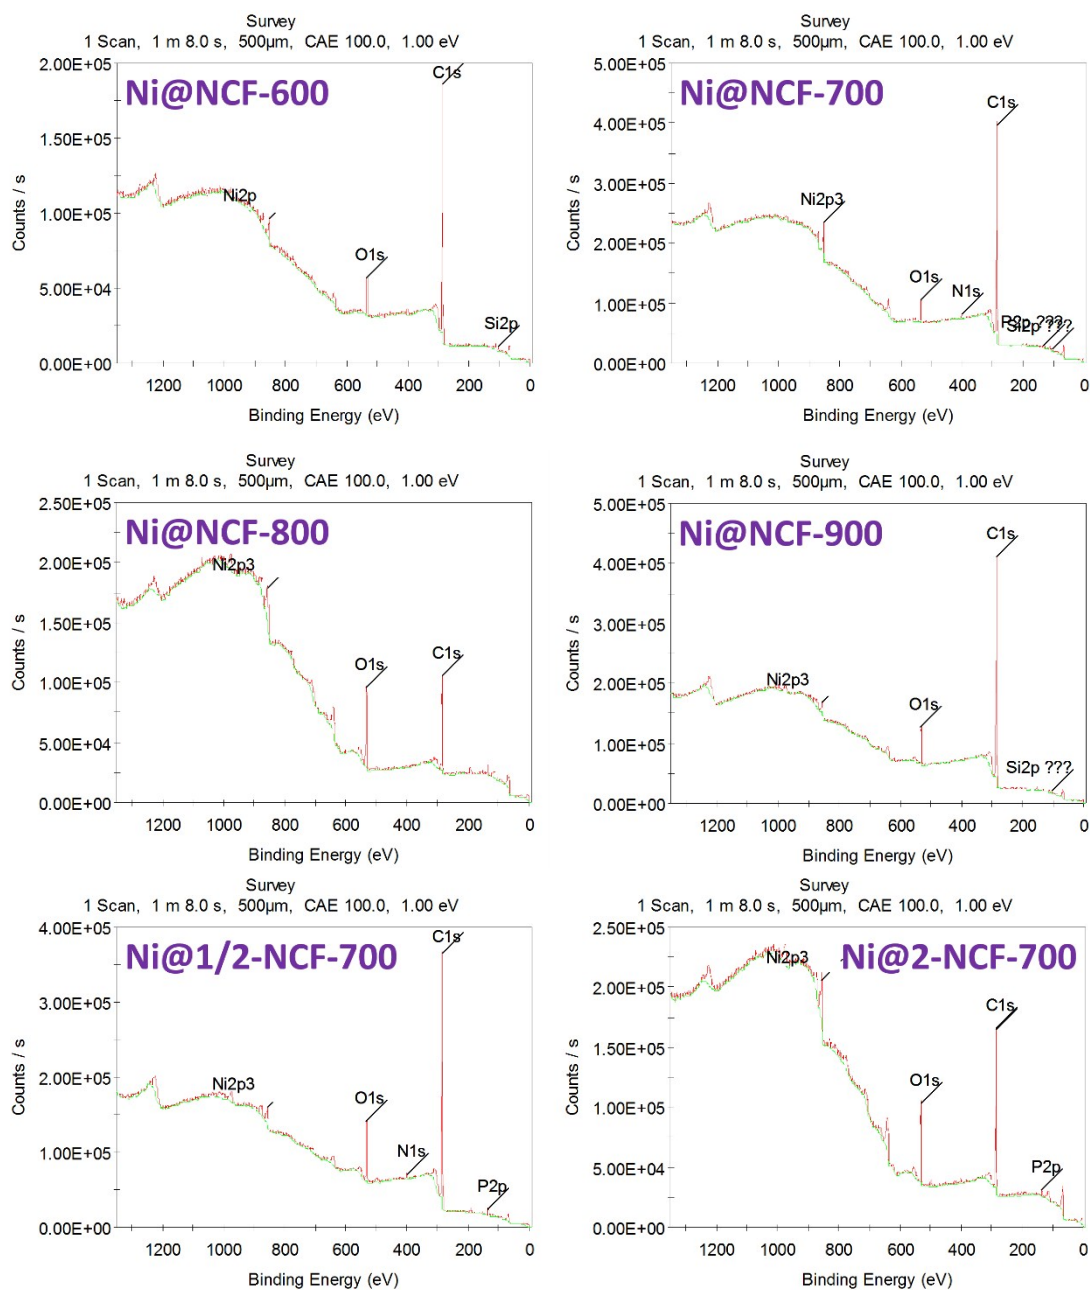 Survey
1 Scan, 1 m 8.0 s, 500µm, CAE 100.0, 1.00 eV
Ni@NCF-600
2.00E+05
1.50E+05
1.00E+05
5.00E+04
0.00E+00
Counts / s
C1s
Ni2p
O1s
Si2p
1200 1000 800 600 400 200 0
Binding Energy (eV)
Survey
1 Scan, 1 m 8.0 s, 500µm, CAE 100.0, 1.00 eV
Ni@NCF-700
5.00E+05
4.00E+05
3.00E+05
2.00E+05
1.00E+05
0.00E+00
Counts / s
C1s
Ni2p3
O1s
N1s
P2p ???
Si2p ???
1200 1000 800 600 400 200 0
Binding Energy (eV)
Survey
1 Scan, 1 m 8.0 s, 500µm, CAE 100.0, 1.00 eV
Ni@NCF-800
2.50E+05
2.00E+05
1.50E+05
1.00E+05
5.00E+04
0.00E+00
Counts / s
Ni2p3
O1s
C1s
1200 1000 800 600 400 200 0
Binding Energy (eV)
Survey
1 Scan, 1 m 8.0 s, 500µm, CAE 100.0, 1.00 eV
Ni@NCF-900
5.00E+05
4.00E+05
3.00E+05
2.00E+05
1.00E+05
0.00E+00
Counts / s
C1s
Ni2p3
O1s
Si2p ???
1200 1000 800 600 400 200 0
Binding Energy (eV)
Survey
1 Scan, 1 m 8.0 s, 500µm, CAE 100.0, 1.00 eV
Ni@1/2-NCF-700
4.00E+05
3.00E+05
2.00E+05
1.00E+05
0.00E+00
Counts / s
C1s
Ni2p3
O1s
N1s
P2p
1200 1000 800 600 400 200 0
Binding Energy (eV)
Survey
1 Scan, 1 m 8.0 s, 500µm, CAE 100.0, 1.00 eV
Ni@2-NCF-700
2.50E+05
2.00E+05
1.50E+05
1.00E+05
5.00E+04
0.00E+00
Counts / s
Ni2p3
C1s
O1s
P2p
1200 1000 800 600 400 200 0
Binding Energy (eV)